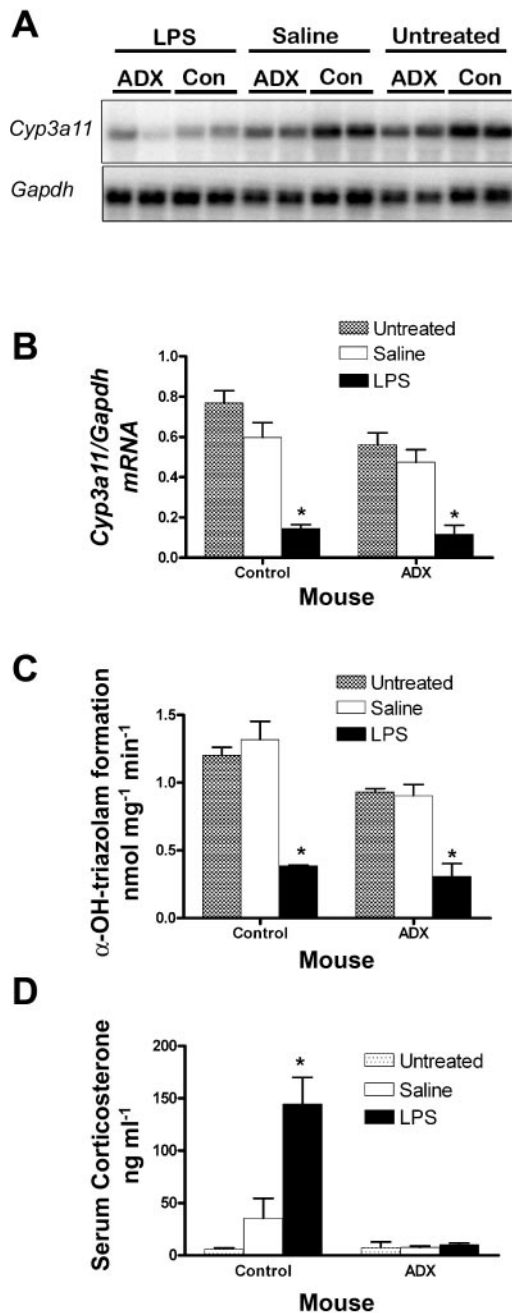 A
LPS Saline Untreated
ADX Con ADX Con ADX Con
Cyp3a11
Gapdh
B
Untreated
Saline
LPS
Cyp3a11/Gapdh
mRNA
1.0
0.8
0.6
0.4
0.2
0.0
* *
Control ADX
Mouse
C
Untreated
Saline
LPS
α-OH-triazolam formation
nmol mg⁻¹ min⁻¹
1.5
1.0
0.5
0.0
* *
Control ADX
Mouse
D
Untreated
Saline
LPS
Serum Corticosterone
ng ml⁻¹
200
150
100
50
0
*
Control ADX
Mouse